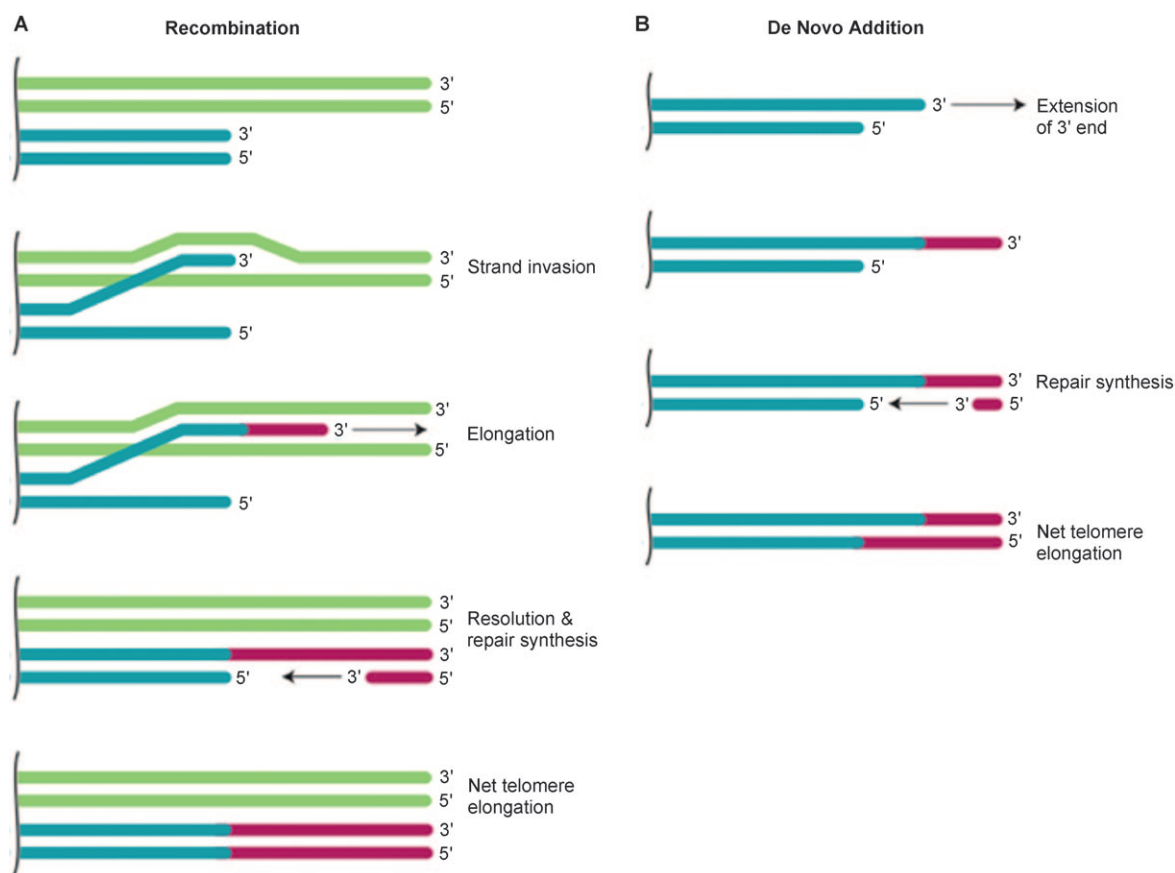 A
Recombination
3'
5'
3'
5'
3'
3'
5'
Strand invasion
5'
3'
3'
5'
Elongation
5'
3'
5'
Resolution &
repair synthesis
3'
5'
3'
5'
3'
5'
Net telomere
elongation
3'
5'
B
De Novo Addition
3'
Extension
of 3' end
5'
3'
5'
3'
Repair synthesis
5'
3'
5'
3'
5'
Net telomere
elongation